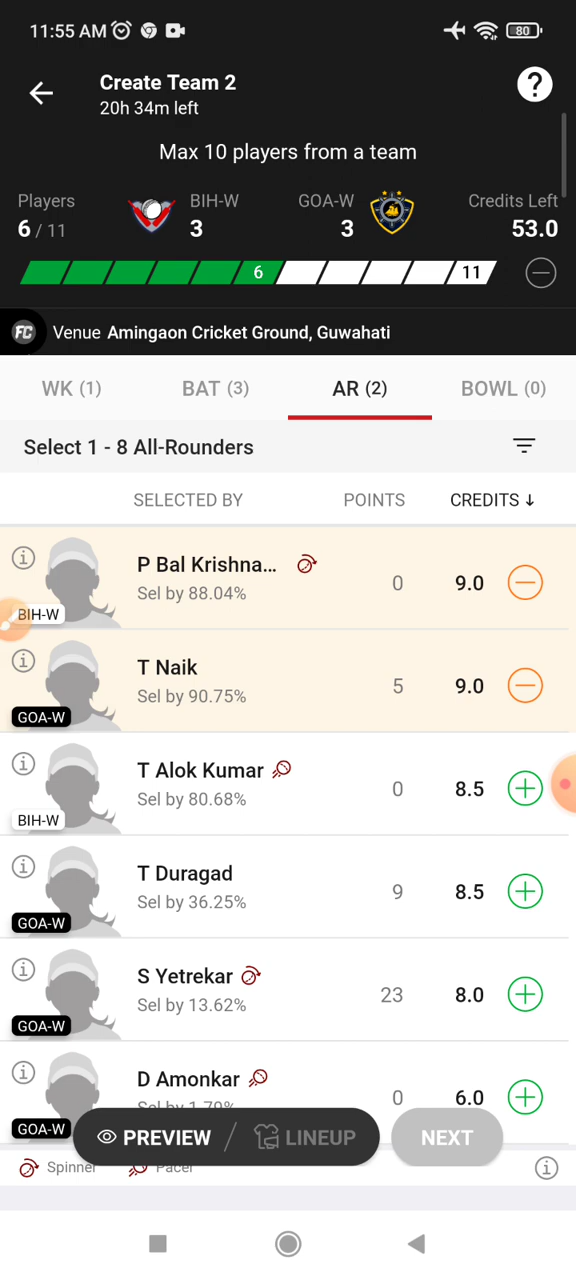 11:55 AM
80
Create Team 2
20h 34m left
?
Max 10 players from a team
Players BIH-W GOA-W Credits Left
6 / 11 3 3 53.0
6 11
FC Venue Amingaon Cricket Ground, Guwahati
WK (1) BAT (3) AR (2) BOWL (0)
Select 1 - 8 All-Rounders
SELECTED BY POINTS CREDITS ↓
P Bal Krishna...
Sel by 88.04% 0 9.0
BIH-W
T Naik
Sel by 90.75% 5 9.0
GOA-W
T Alok Kumar
Sel by 80.68% 0 8.5
BIH-W
T Duragad
Sel by 36.25% 9 8.5
GOA-W
S Yetrekar
Sel by 13.62% 23 8.0
GOA-W
D Amonkar
Sel by 1.79% 0 6.0
GOA-W
PREVIEW / LINEUP NEXT
Spinner Pacer